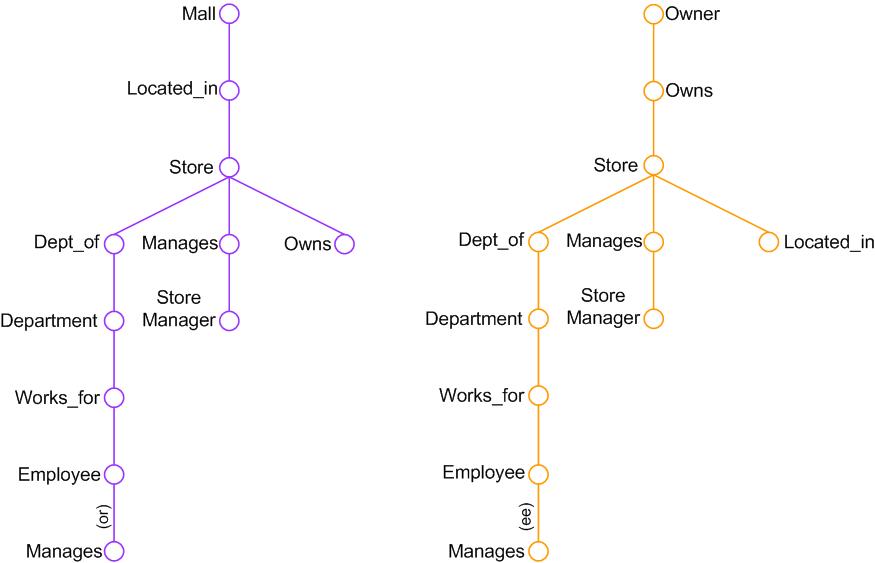 Mall
Located_in
Store
Dept_of
Manages
Owns
Store
Manager
Department
Works_for
Employee
(or)
Manages
Owner
Owns
Store
Dept_of
Manages
Located_in
Store
Manager
Department
Works_for
Employee
(ee)
Manages